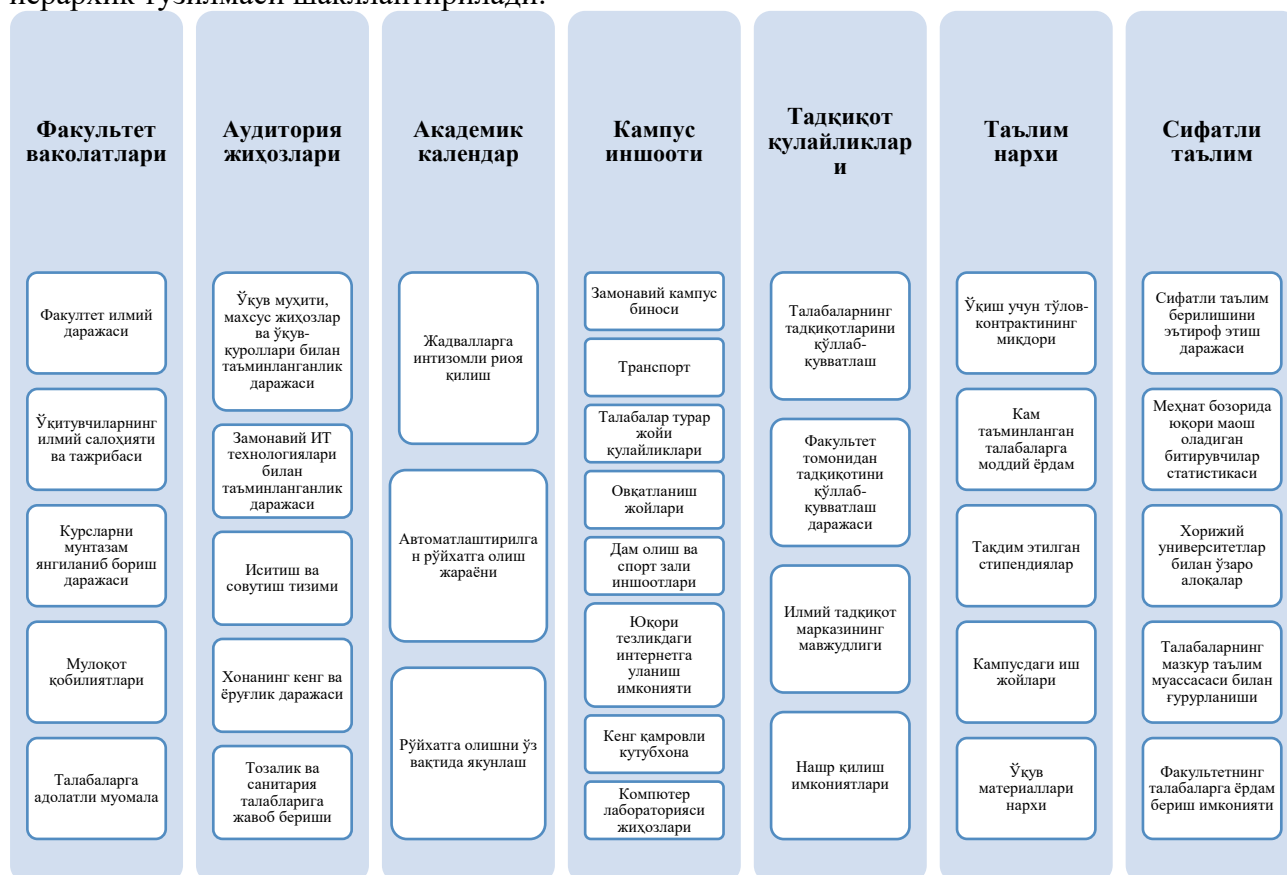 иерархик тузилмаси шакллантирилади.
Факультет
ваколатлари
Факултет илмий
даражаси
Ўқитувчиларнинг
илмий салоҳияти
ва тажрибаси
Курсларни
мунтазам
янгиланиб бориш
даражаси
Мулоқот
қобилиятлари
Талабаларга
адолатли муомала
Аудитория
жиҳозлари
Ўқув муҳити,
махсус жиҳозлар
ва ўқув-
қуроллари билан
таъминланганлик
даражаси
Замонавий ИТ
технологиялари
билан
таъминланганлик
даражаси
Иситиш ва
совутиш тизими
Хонанинг кенг ва
ёруғлик даражаси
Тозалик ва
санитария
талабларига
жавоб бериши
Академик
календар
Жадвалларга
интизомли риоя
қилиш
Автоматлаштирилга
н рўйхатга олиш
жараёни
Рўйхатга олишни ўз
вақтида якунлаш
Кампус
иншооти
Замонавий кампус
биноси
Транспорт
Талабалар турар
жойи
қулайликлари
Овқатланиш
жойлари
Дам олиш ва
спорт зали
иншоотлари
Юқори
тезликдаги
интернетга
уланиш
имконияти
Кенг қамровли
кутубхона
Компютер
лабораторияси
жиҳозлари
Тадқиқот
қулайликлар
и
Талабаларнинг
тадқиқотларини
қўллаб-
қувватлаш
Факультет
томонидан
тадқиқотини
қўллаб-
қувватлаш
даражаси
Илмий тадқиқот
марказининг
мавжудлиги
Нашр қилиш
имкониятлари
Таълим
нархи
Ўқиш учун тўлов-
контрактининг
миқдори
Кам
таъминланган
талабаларга
моддий ёрдам
Тақдим этилган
стипендиялар
Кампусдаги иш
жойлари
Ўқув
материаллари
нархи
Сифатли
таълим
Сифатли таълим
берилишини
эътироф этиш
даражаси
Меҳнат бозорида
юқори маош
оладиган
битирувчилар
статистикаси
Хорижий
университетлар
билан ўзаро
алоқалар
Талабаларнинг
мазкур таълим
муассасаси билан
ғурурланиши
Факультетнинг
талабаларга ёрдам
бериш имконияти